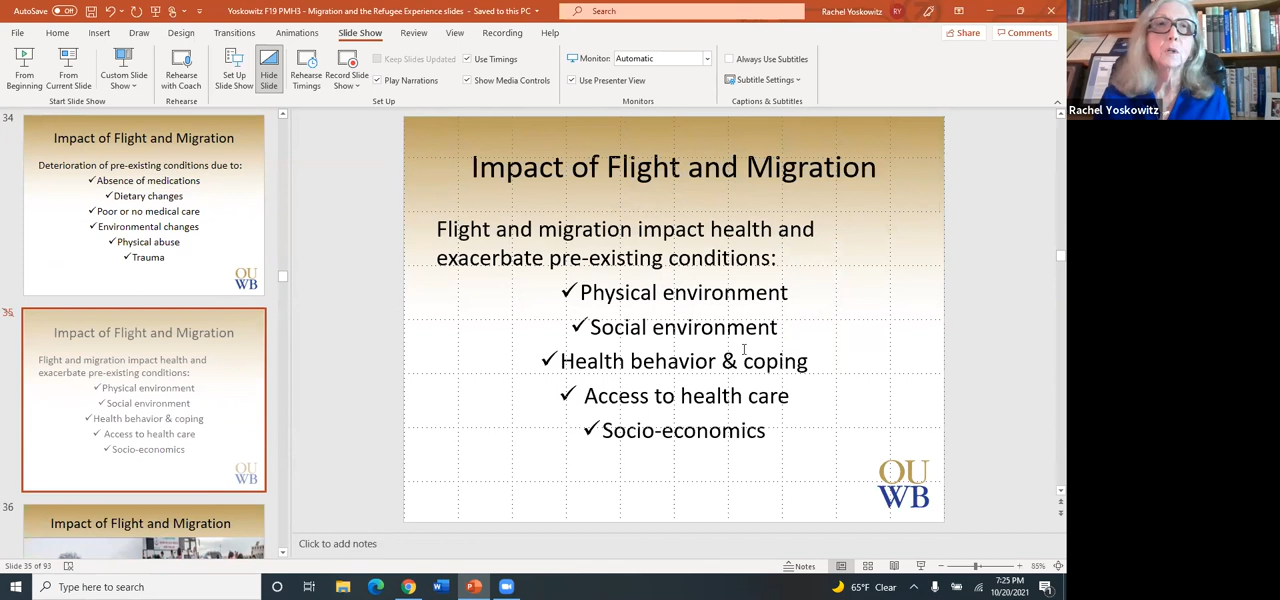 AutoSave Off Yoskowitz F19 PMH3 - Migration and the Refugee Experience slides - Saved to this PC Search Rachel Yoskowitz RY
File Home Insert Draw Design Transitions Animations Slide Show Review View Recording Help Share Comments
From Beginning
From Current Slide
Custom Slide Show
Start Slide Show
Rehearse with Coach
Rehearse
Set Up Slide Show
Hide Slide
Rehearse Timings
Record Slide Show
Keep Slides Updated
Use Timings
Play Narrations
Show Media Controls
Set Up
Monitor: Automatic
Use Presenter View
Monitors
Always Use Subtitles
Subtitle Settings
Captions & Subtitles
Rachel Yoskowitz
34
Impact of Flight and Migration
Deterioration of pre-existing conditions due to:
✓Absence of medications
✓Dietary changes
✓Poor or no medical care
✓Environmental changes
✓Physical abuse
✓Trauma
OU
WB
35
Impact of Flight and Migration
Flight and migration impact health and
exacerbate pre-existing conditions:
✓Physical environment
✓Social environment
✓Health behavior & coping
✓ Access to health care
✓Socio-economics
OU
WB
36
Impact of Flight and Migration
Impact of Flight and Migration
Flight and migration impact health and
exacerbate pre-existing conditions:
✓Physical environment
✓Social environment
✓Health behavior & coping
✓ Access to health care
✓Socio-economics
OU
WB
Click to add notes
Slide 35 of 93 Notes 85%
Type here to search 65°F Clear 7:25 PM
10/20/2021